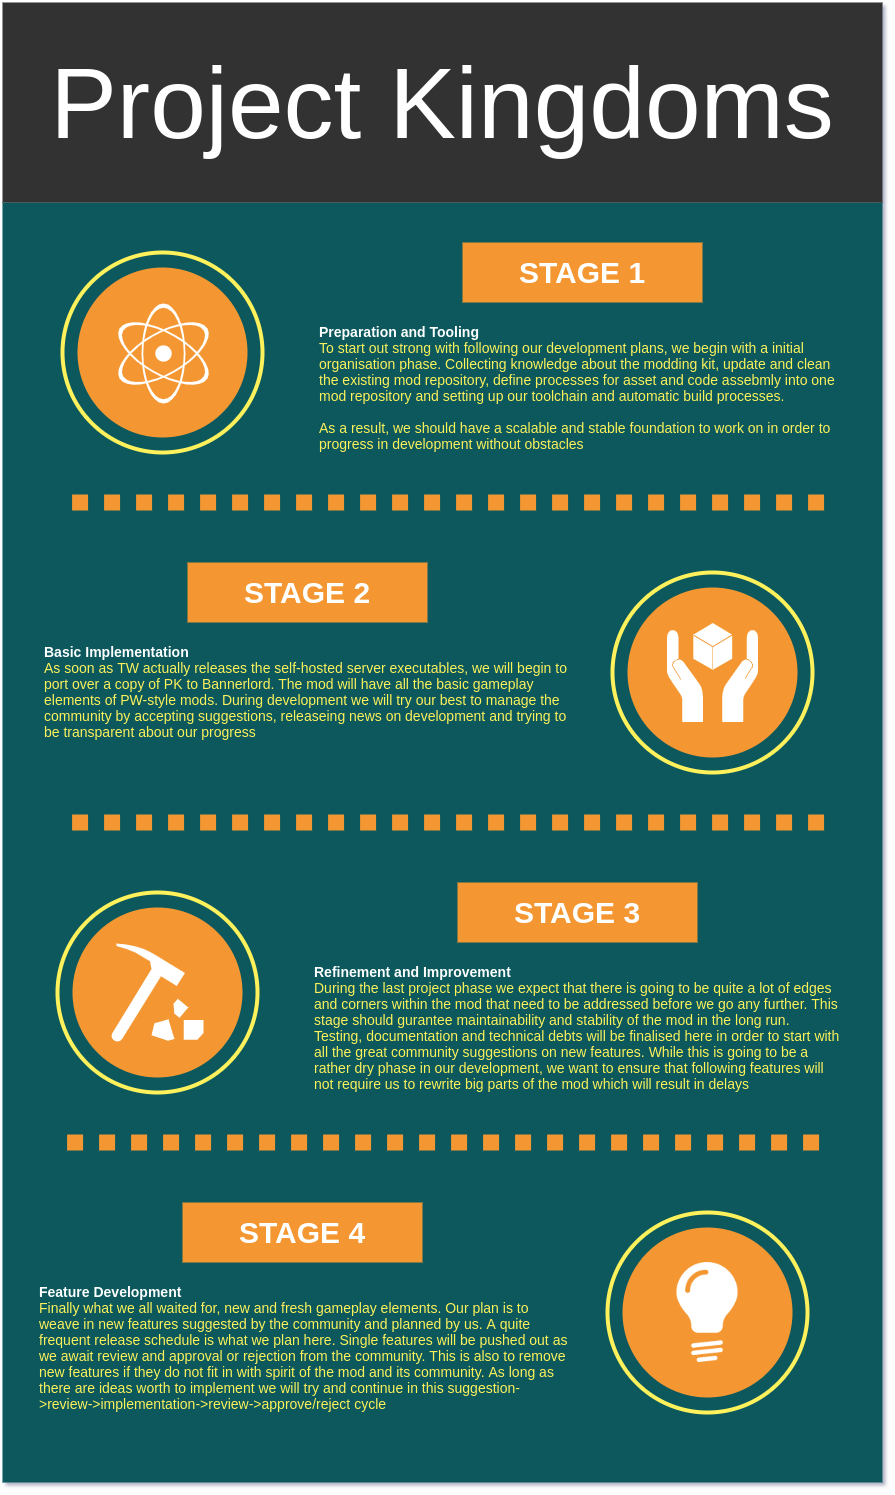 Project Kingdoms
STAGE 1
Preparation and Tooling
To start out strong with following our development plans, we begin with a initial
organisation phase. Collecting knowledge about the modding kit, update and clean
the existing mod repository, define processes for asset and code assebmly into one
mod repository and setting up our toolchain and automatic build processes.
As a result, we should have a scalable and stable foundation to work on in order to
progress in development without obstacles
STAGE 2
Basic Implementation
As soon as TW actually releases the self-hosted server executables, we will begin to
port over a copy of PK to Bannerlord. The mod will have all the basic gameplay
elements of PW-style mods. During development we will try our best to manage the
community by accepting suggestions, releaseing news on development and trying to
be transparent about our progress
STAGE 3
Refinement and Improvement
During the last project phase we expect that there is going to be quite a lot of edges
and corners within the mod that need to be addressed before we go any further. This
stage should gurantee maintainability and stability of the mod in the long run.
Testing, documentation and technical debts will be finalised here in order to start with
all the great community suggestions on new features. While this is going to be a
rather dry phase in our development, we want to ensure that following features will
not require us to rewrite big parts of the mod which will result in delays
STAGE 4
Feature Development
Finally what we all waited for, new and fresh gameplay elements. Our plan is to
weave in new features suggested by the community and planned by us. A quite
frequent release schedule is what we plan here. Single features will be pushed out as
we await review and approval or rejection from the community. This is also to remove
new features if they do not fit in with spirit of the mod and its community. As long as
there are ideas worth to implement we will try and continue in this suggestion-
>review->implementation->review->approve/reject cycle